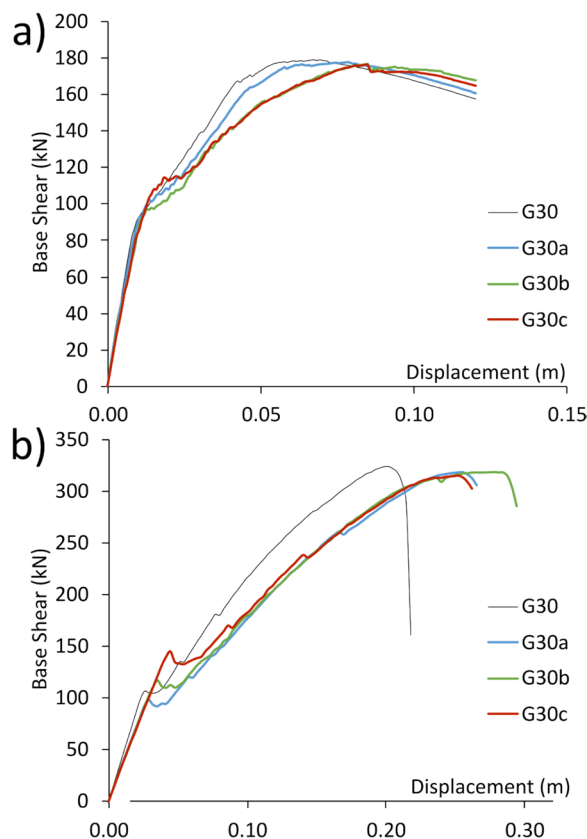 a)
200
180
160
140
120
100
80
60
40
20
0
Base Shear (kN)
G30
G30a
G30b
G30c
Displacement (m)
0.00
0.05
0.10
0.15
b)
350
300
250
200
150
100
50
0
Base Shear (kN)
G30
G30a
G30b
G30c
Displacement (m)
0.00
0.10
0.20
0.30